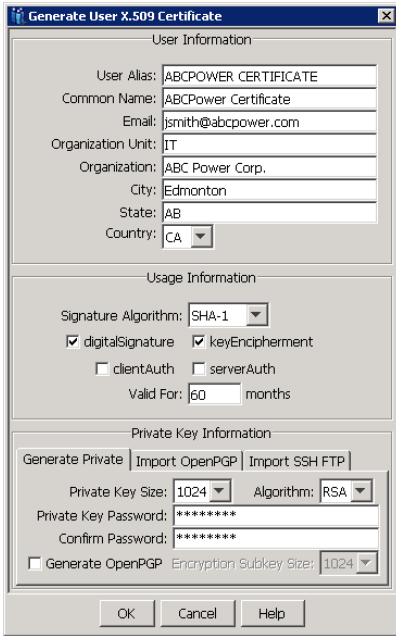 Generate User X.509 Certificate
User Information
User Alias: ABCPOWER CERTIFICATE
Common Name: ABCPower Certificate
Email: jsmith@abcpower.com
Organization Unit: IT
Organization: ABC Power Corp.
City: Edmonton
State: AB
Country: CA
Usage Information
Signature Algorithm: SHA-1
digitalSignature keyEncipherment
clientAuth serverAuth
Valid For: 60 months
Private Key Information
Generate Private Import OpenPGP Import SSH FTP
Private Key Size: 1024 Algorithm: RSA
Private Key Password: ********
Confirm Password: ********
Generate OpenPGP Encryption Subkey Size: 1024
OK Cancel Help